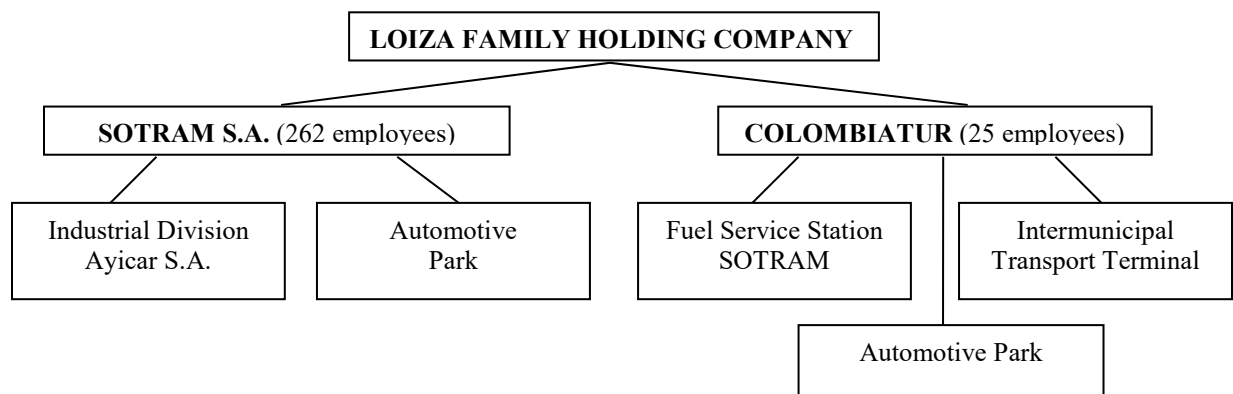 LOIZA FAMILY HOLDING COMPANY
SOTRAM S.A. (262 employees)
COLOMBIATUR (25 employees)
Industrial Division
Ayicar S.A.
Automotive
Park
Fuel Service Station
SOTRAM
Intermunicipal
Transport Terminal
Automotive Park